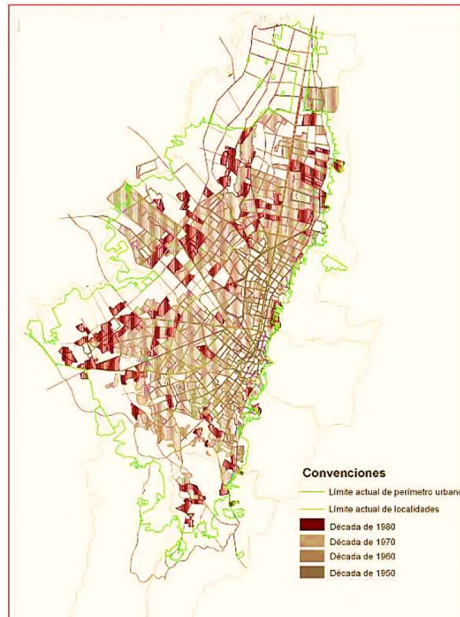 Convenciones
Límite actual de perímetro urbano
Límite actual de localidades
Década de 1980
Década de 1970
Década de 1960
Década de 1950